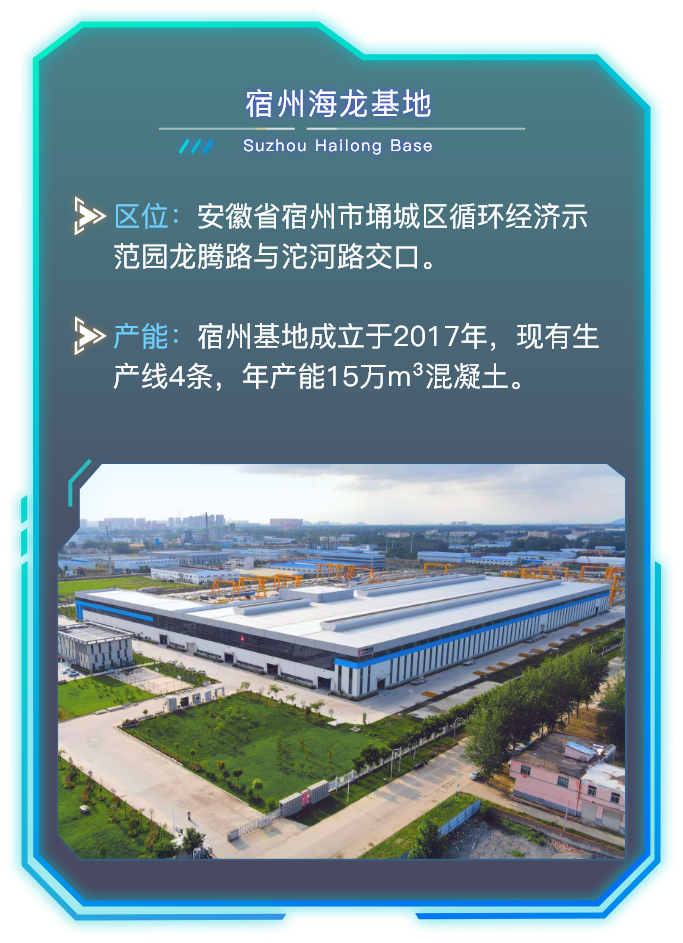 宿州海龙基地
Suzhou Hailong Base
区位：安徽省宿州市埇城区循环经济示
范园龙腾路与沱河路交口。
产能：宿州基地成立于2017年，现有生
产线4条，年产能15万m³混凝土。